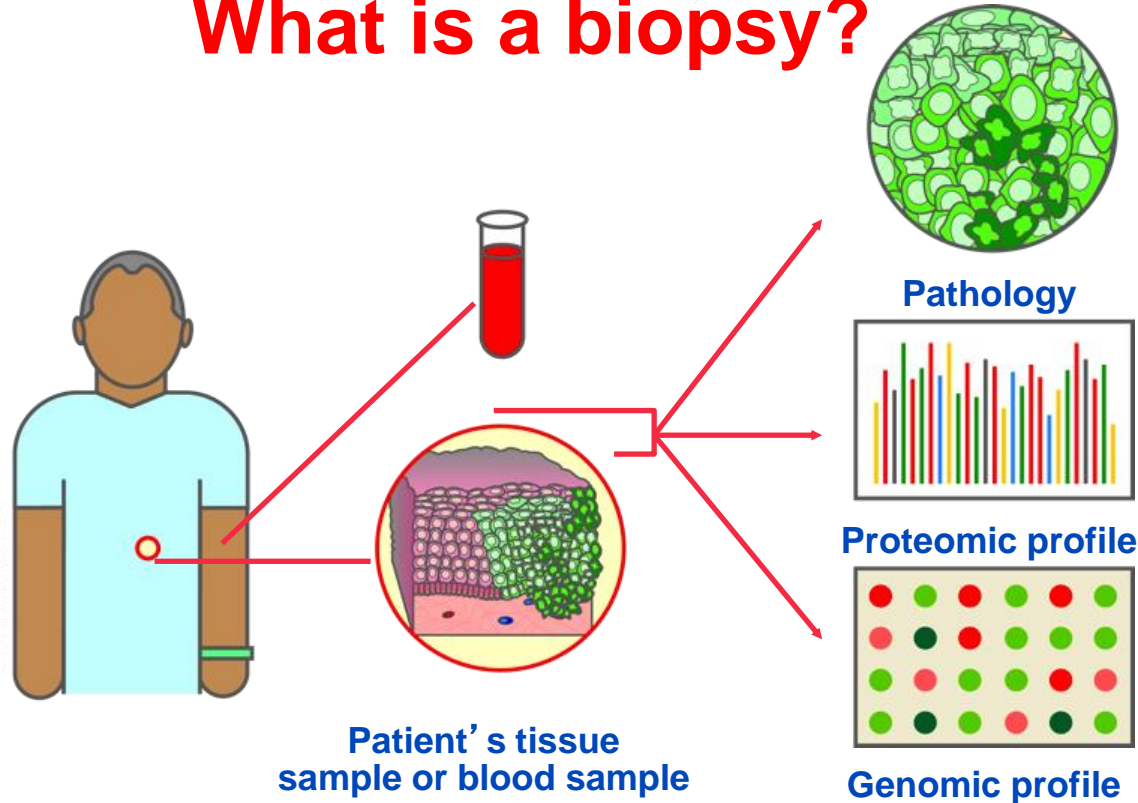 What is a biopsy?
Pathology
Proteomic profile
Patient's tissue
sample or blood sample
Genomic profile